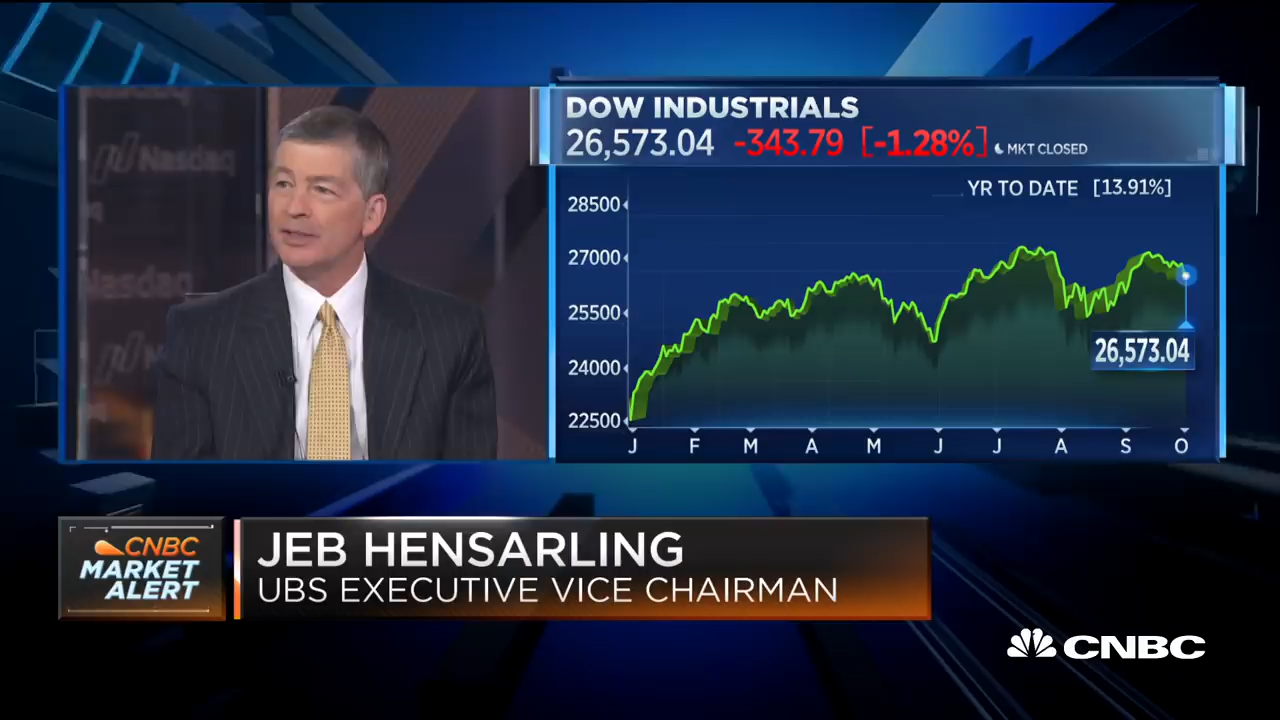 Nasdaq
Nasdaq
DOW INDUSTRIALS
26,573.04 -343.79 [-1.28%] MKT CLOSED
YR TO DATE [13.91%]
28500
27000
25500
24000
22500
26,573.04
J F M A M J J A S O
CNBC
MARKET
ALERT
JEB HENSARLING
UBS EXECUTIVE VICE CHAIRMAN
CNBC